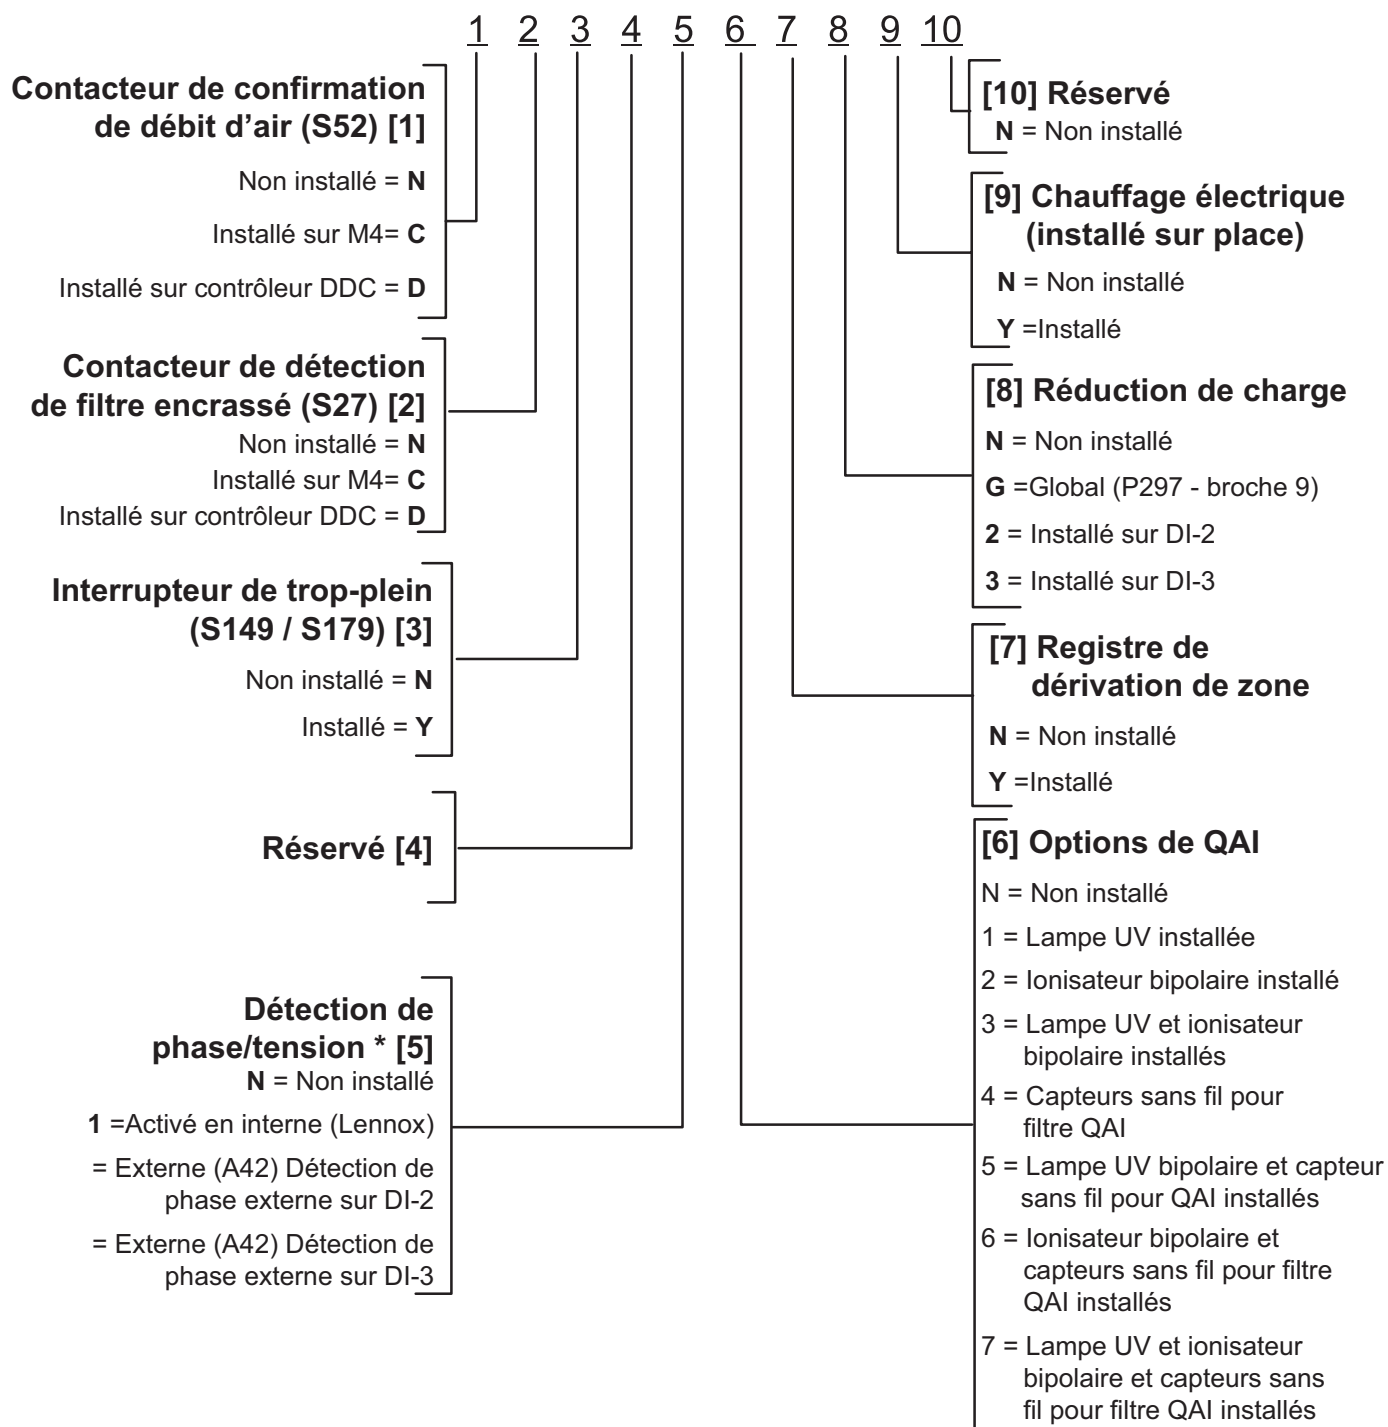 1 2 3 4 5 6 7 8 9 10
Contacteur de confirmation
de débit d'air (S52) [1]
Non installé = N
Installé sur M4= C
Installé sur contrôleur DDC = D
Contacteur de détection
de filtre encrassé (S27) [2]
Non installé = N
Installé sur M4= C
Installé sur contrôleur DDC = D
Interrupteur de trop-plein
(S149 / S179) [3]
Non installé = N
Installé = Y
Réservé [4]
Détection de
phase/tension * [5]
N = Non installé
1 =Activé en interne (Lennox)
= Externe (A42) Détection de
phase externe sur DI-2
= Externe (A42) Détection de
phase externe sur DI-3
[10] Réservé
N = Non installé
[9] Chauffage électrique
(installé sur place)
N = Non installé
Y =Installé
[8] Réduction de charge
N = Non installé
G =Global (P297 - broche 9)
2 = Installé sur DI-2
3 = Installé sur DI-3
[7] Registre de
dérivation de zone
N = Non installé
Y =Installé
[6] Options de QAI
N = Non installé
1 = Lampe UV installée
2 = Ionisateur bipolaire installé
3 = Lampe UV et ionisateur
bipolaire installés
4 = Capteurs sans fil pour
filtre QAI
5 = Lampe UV bipolaire et capteur
sans fil pour QAI installés
6 = Ionisateur bipolaire et
capteurs sans fil pour filtre
QAI installés
7 = Lampe UV et ionisateur
bipolaire et capteurs sans
fil pour filtre QAI installés